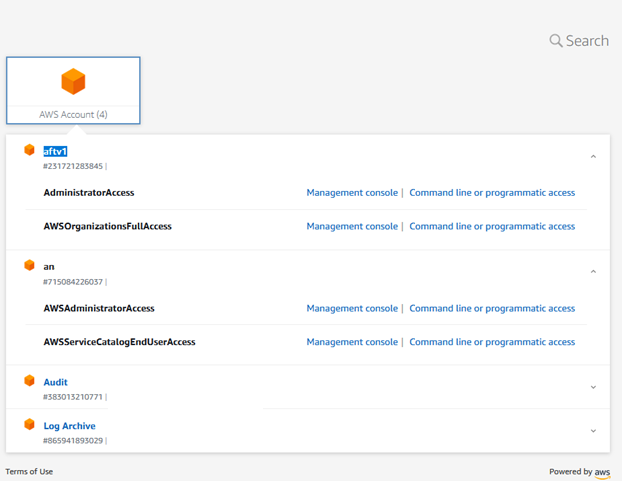 Search
AWS Account (4)
aftv1
#231721283845 |
AdministratorAccess Management console | Command line or programmatic access
AWSOrganizationsFullAccess Management console | Command line or programmatic access
an
#715084226037 |
AWSAdministratorAccess Management console | Command line or programmatic access
AWSServiceCatalogEndUserAccess Management console | Command line or programmatic access
Audit
#383013210771 |
Log Archive
#865941893029 |
Terms of Use Powered by aws